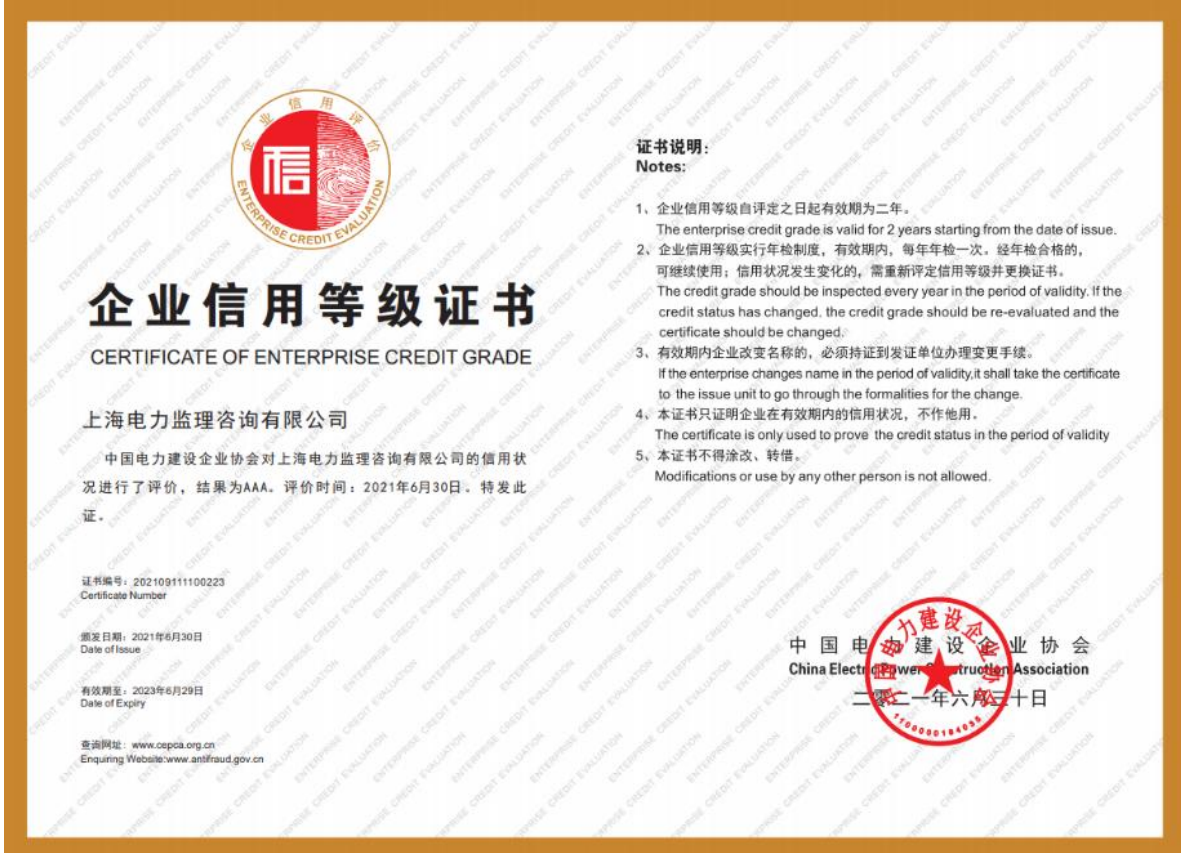 企业信用评价
信
ENTERPRISE CREDIT EVALUATION
企业信用等级证书
CERTIFICATE OF ENTERPRISE CREDIT GRADE
上海电力监理咨询有限公司
中国电力建设企业协会对上海电力监理咨询有限公司的信用状
况进行了评价，结果为AAA。评价时间：2021年6月30日。特发此
证。
证书编号：202109111100223
Certificate Number
颁发日期：2021年6月30日
Date of Issue
有效期至：2023年6月29日
Date of Expiry
查询网址：www.cepca.org.cn
Enquiring Website:www.antifraud.gov.cn
证书说明：
Notes:
1、企业信用等级自评定之日起有效期为二年。
The enterprise credit grade is valid for 2 years starting from the date of issue.
2、企业信用等级实行年检制度，有效期内，每年年检一次。经年检合格的，
可继续使用；信用状况发生变化的，需重新评定信用等级并更换证书。
The credit grade should be inspected every year in the period of validity. If the
credit status has changed, the credit grade should be re-evaluated and the
certificate should be changed.
3、有效期内企业改变名称的，必须持证到发证单位办理变更手续。
If the enterprise changes name in the period of validity,it shall take the certificate
to the issue unit to go through the formalities for the change.
4、本证书只证明企业在有效期内的信用状况，不作他用。
The certificate is only used to prove the credit status in the period of validity
5、本证书不得涂改、转借。
Modifications or use by any other person is not allowed.
中国电力建设企业协会
China Electric Power Construction Association
二零二一年六月三十日
中国电力建设企业协会
1100000184035